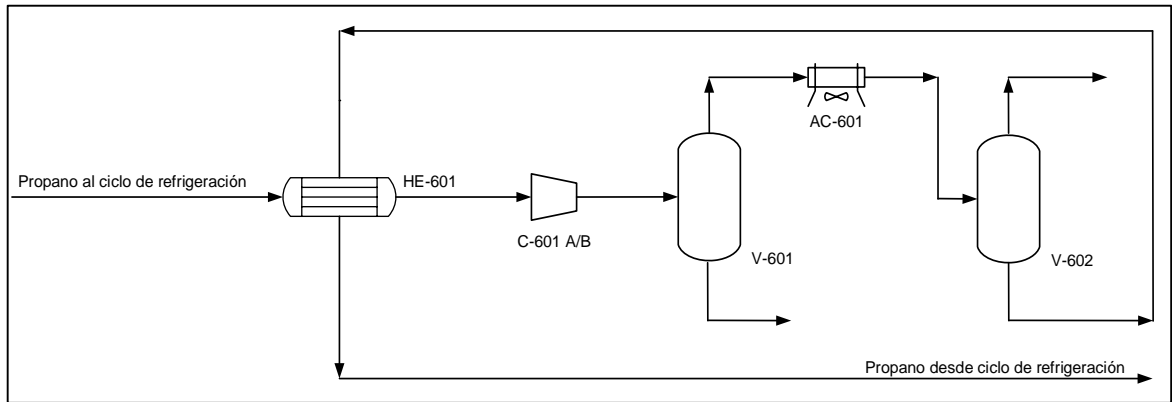 AC-601
Propano al ciclo de refrigeración
HE-601
C-601 A/B
V-601
V-602
Propano desde ciclo de refrigeración